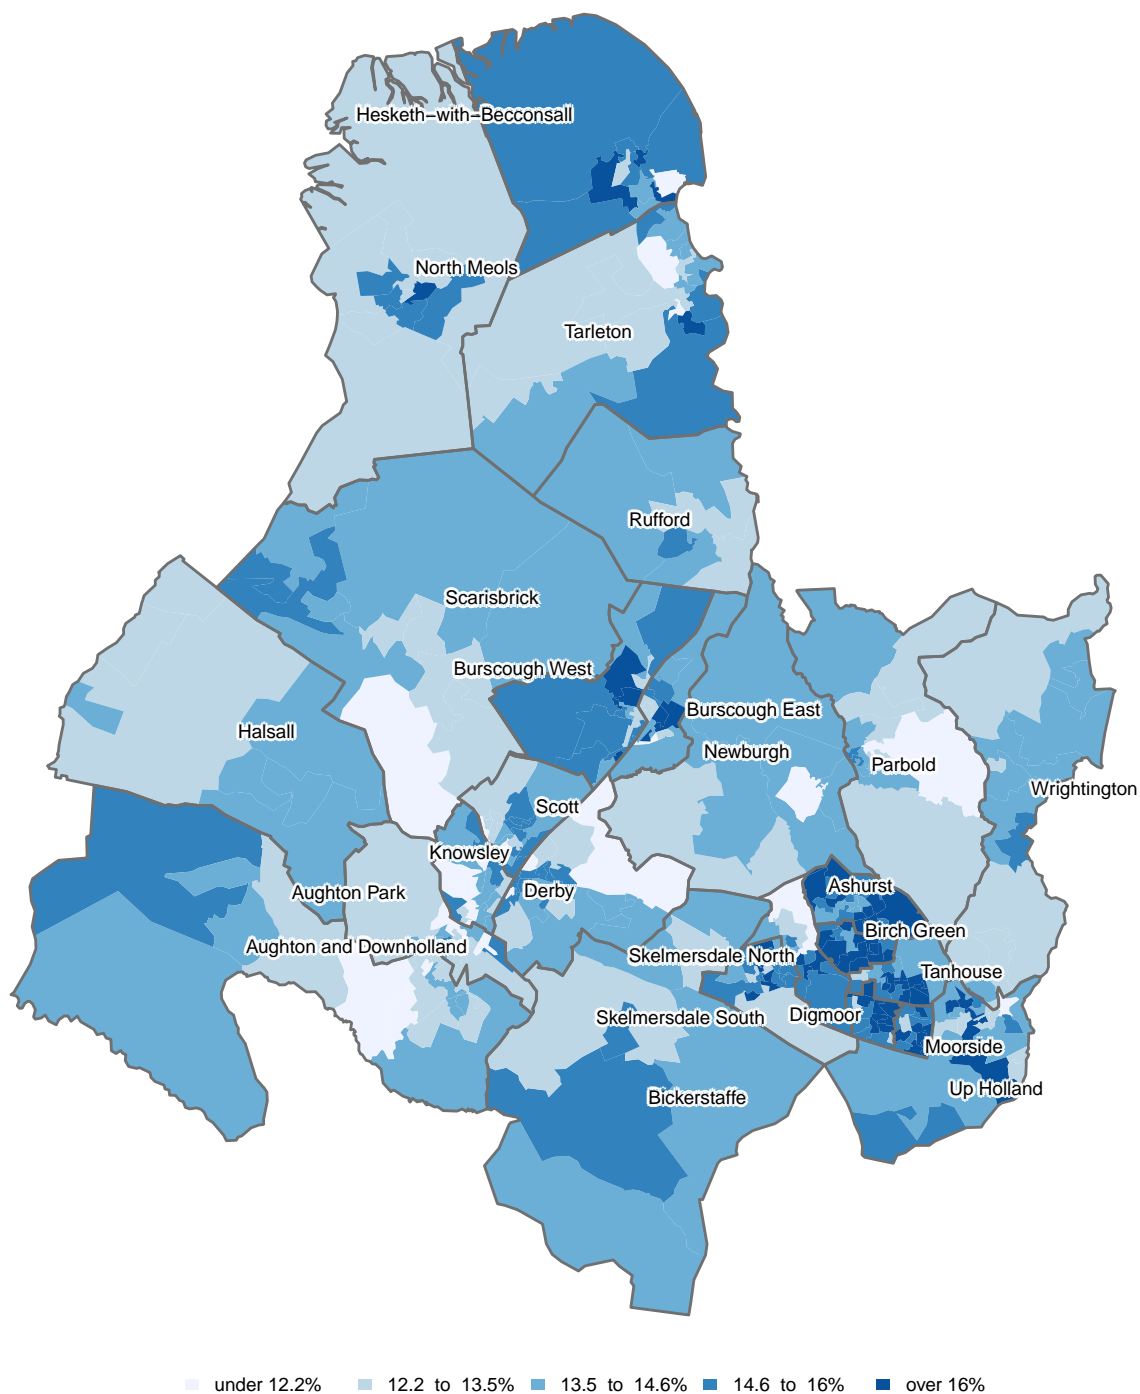 Hesketh-with-Becconsall
North Meols
Tarleton
Rufford
Scarisbrick
Burscough West
Burscough East
Halsall
Newburgh
Parbold
Wrightington
Scott
Knowsley
Derby
Ashurst
Aughton Park
Birch Green
Aughton and Downholland
Skelmersdale North
Tanhouse
Skelmersdale South
Digmoor
Moorside
Up Holland
Bickerstaffe
under 12.2% 12.2 to 13.5% 13.5 to 14.6% 14.6 to 16% over 16%